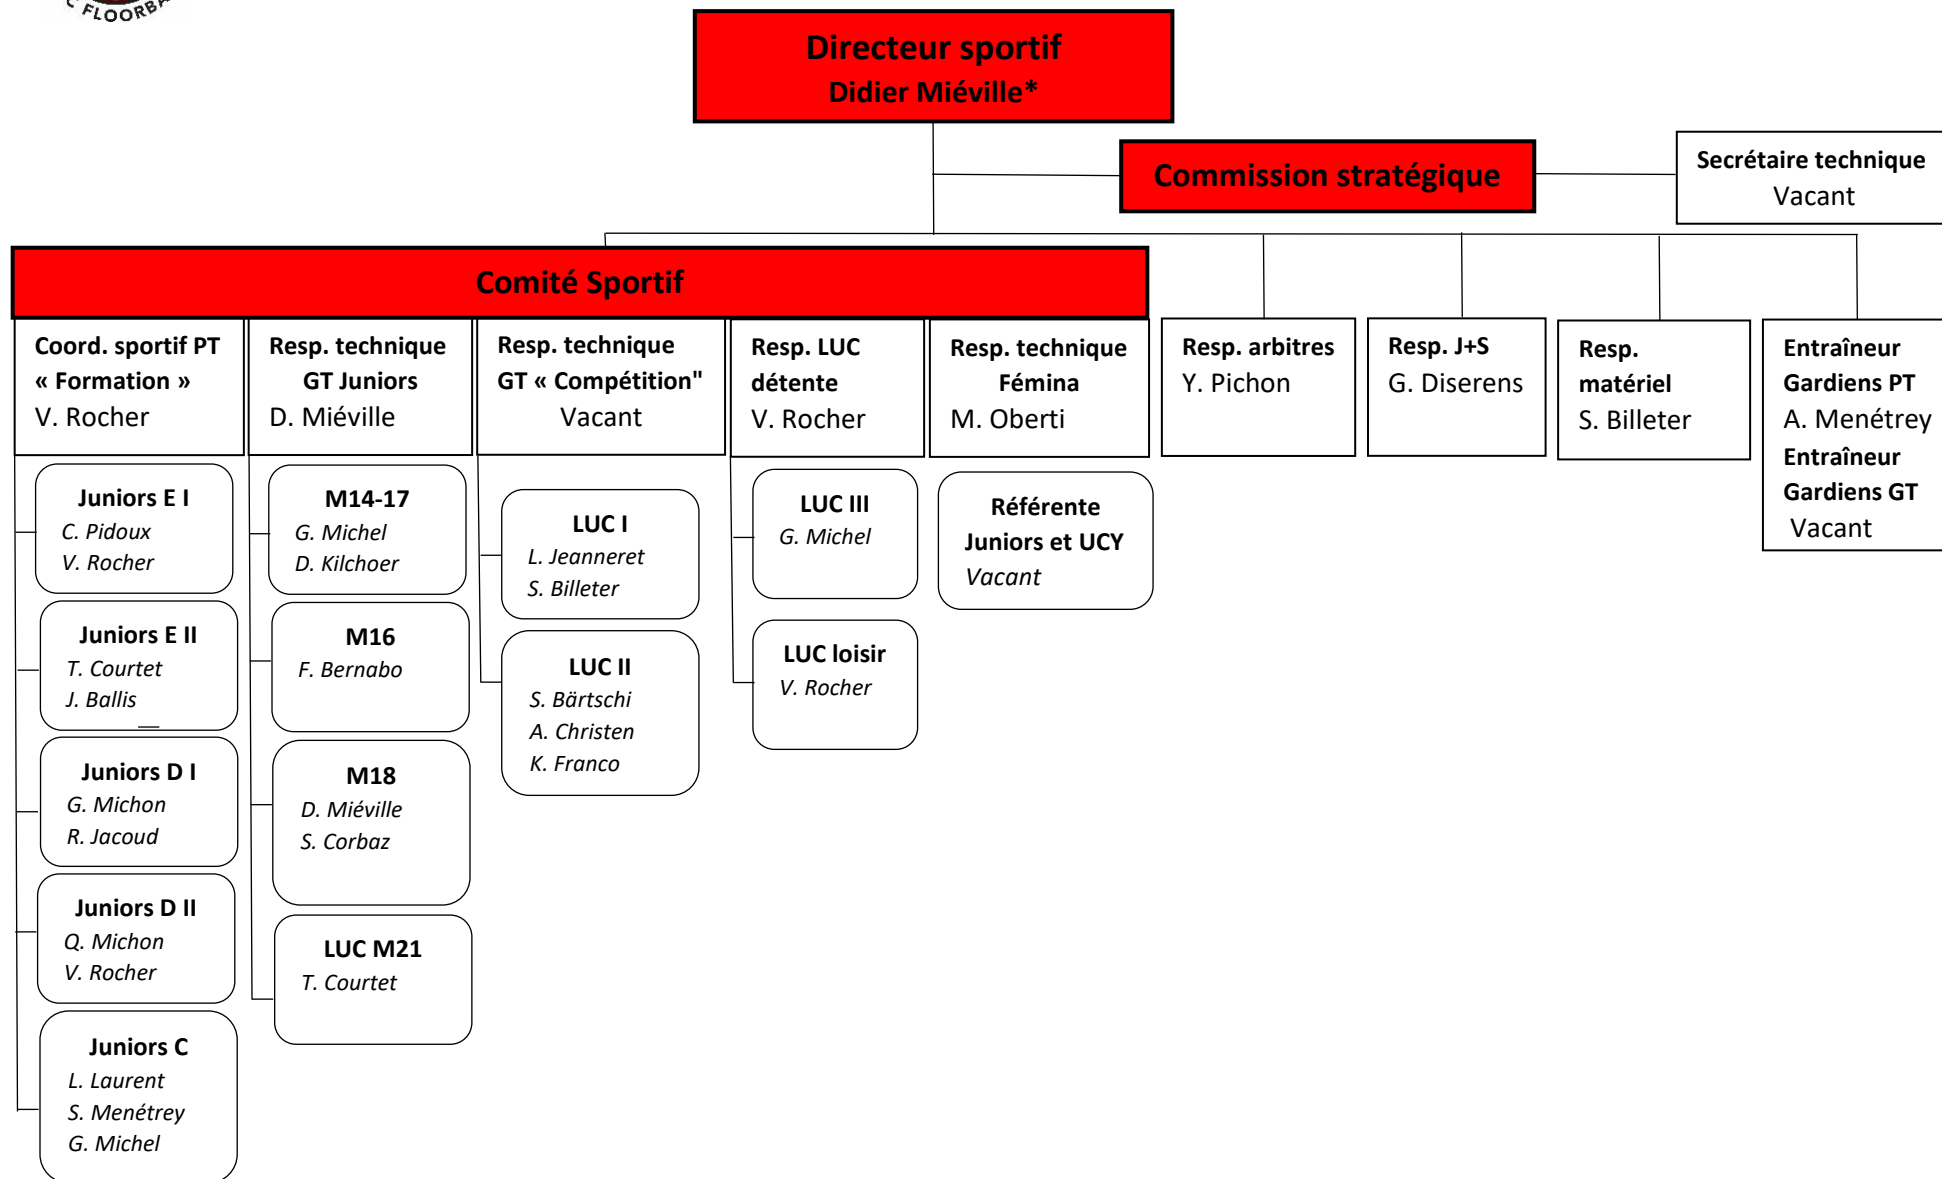 C FLOORBA
Directeur sportif
Didier Miéville*
Commission stratégique
Secrétaire technique
Vacant
Comité Sportif
Coord. sportif PT
« Formation »
V. Rocher
Resp. technique
GT Juniors
D. Miéville
Resp. technique
GT « Compétition"
Vacant
Resp. LUC
détente
V. Rocher
Resp. technique
Fémina
M. Oberti
Resp. arbitres
Y. Pichon
Resp. J+S
G. Diserens
Resp.
matériel
S. Billeter
Entraîneur
Gardiens PT
A. Menétrey
Entraîneur
Gardiens GT
Vacant
Juniors E I
C. Pidoux
V. Rocher
Juniors E II
T. Courtet
J. Ballis
Juniors D I
G. Michon
R. Jacoud
Juniors D II
Q. Michon
V. Rocher
Juniors C
L. Laurent
S. Menétrey
G. Michel
M14-17
G. Michel
D. Kilchoer
M16
F. Bernabo
M18
D. Miéville
S. Corbaz
LUC M21
T. Courtet
LUC I
L. Jeanneret
S. Billeter
LUC II
S. Bärtschi
A. Christen
K. Franco
LUC III
G. Michel
LUC loisir
V. Rocher
Référente
Juniors et UCY
Vacant